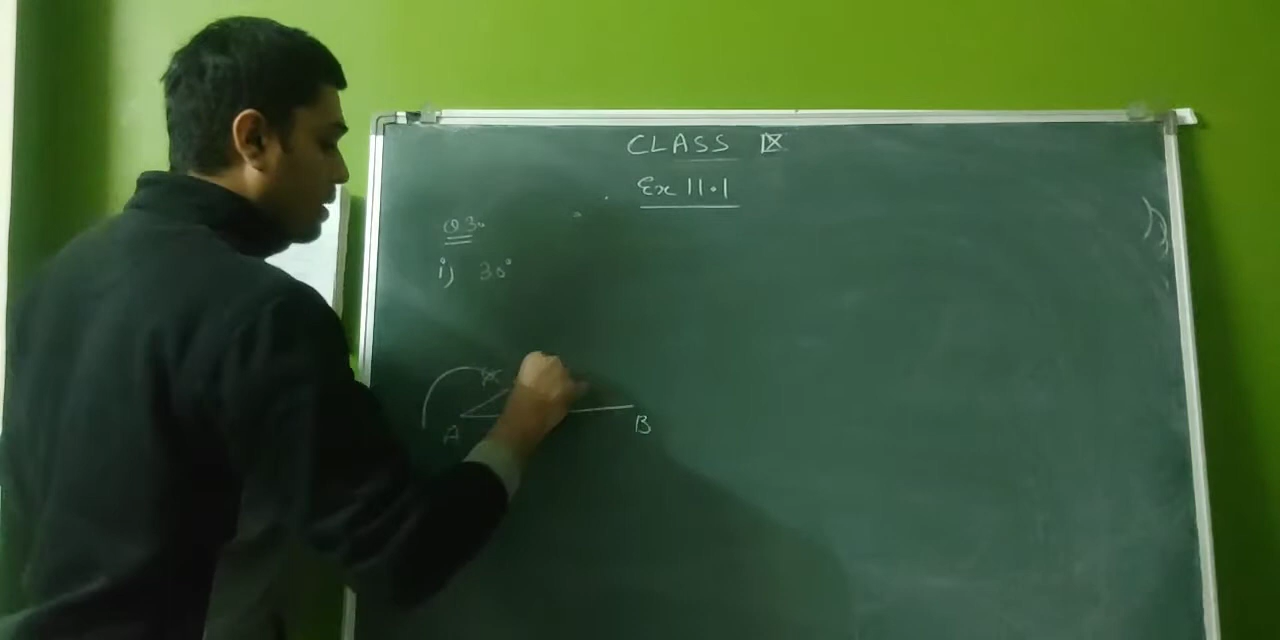 CLASS IX
Ex 11.1
Q3.
i) 30°
A
B